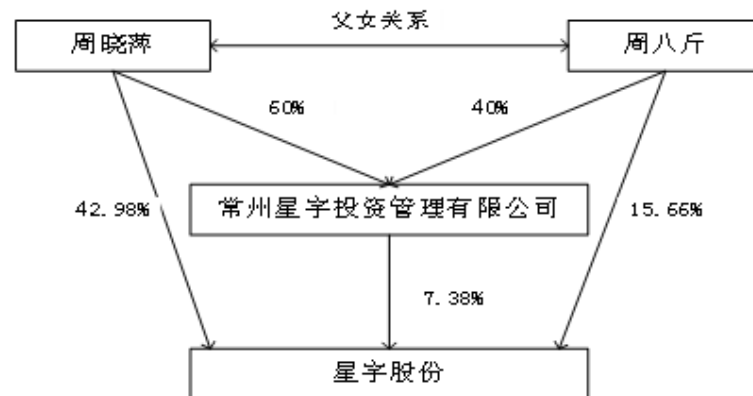 父女关系
周晓萍
周八斤
60%
40%
42.98%
常州星宇投资管理有限公司
15.66%
7.38%
星宇股份